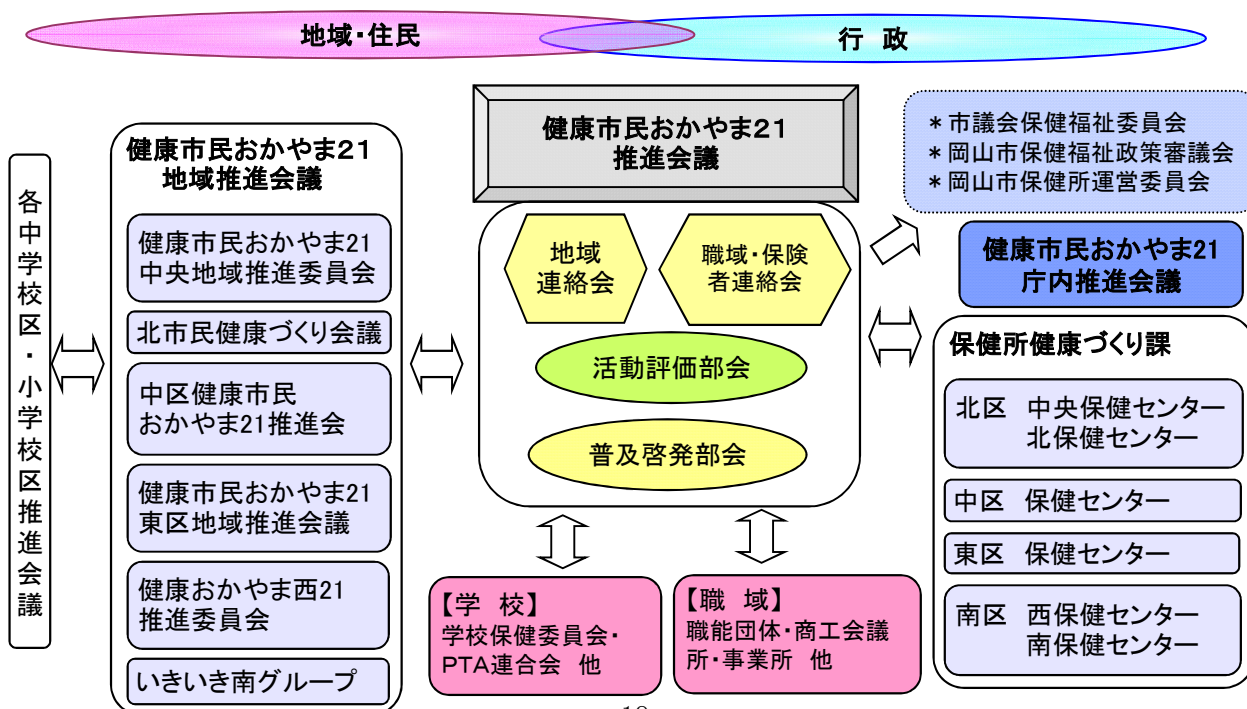 地域・住民
行 政
各中学校区・小学校区推進会議
健康市民おかやま21
地域推進会議
健康市民おかやま21
中央地域推進委員会
北市民健康づくり会議
中区健康市民
おかやま21推進会
健康市民おかやま21
東区地域推進会議
健康おかやま西21
推進委員会
いきいき南グループ
健康市民おかやま21
推進会議
地域
連絡会
職域・保険
者連絡会
活動評価部会
普及啓発部会
【学 校】
学校保健委員会・
PTA連合会 他
【職 域】
職能団体・商工会議
所・事業所 他
＊市議会保健福祉委員会
＊岡山市保健福祉政策審議会
＊岡山市保健所運営委員会
健康市民おかやま21
庁内推進会議
保健所健康づくり課
北区 中央保健センター
北保健センター
中区 保健センター
東区 保健センター
南区 西保健センター
南保健センター